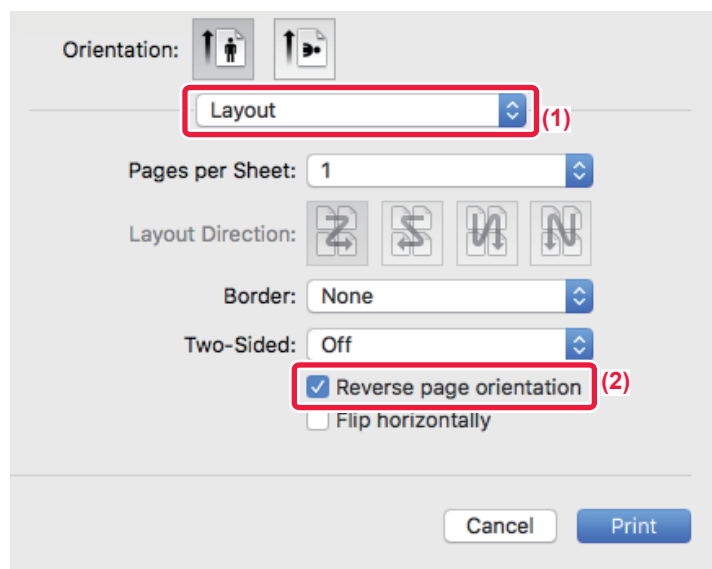 Orientation:
Layout
(1)
Pages per Sheet: 1
Layout Direction:
Border: None
Two-Sided: Off
Reverse page orientation
(2)
Flip horizontally
Cancel Print